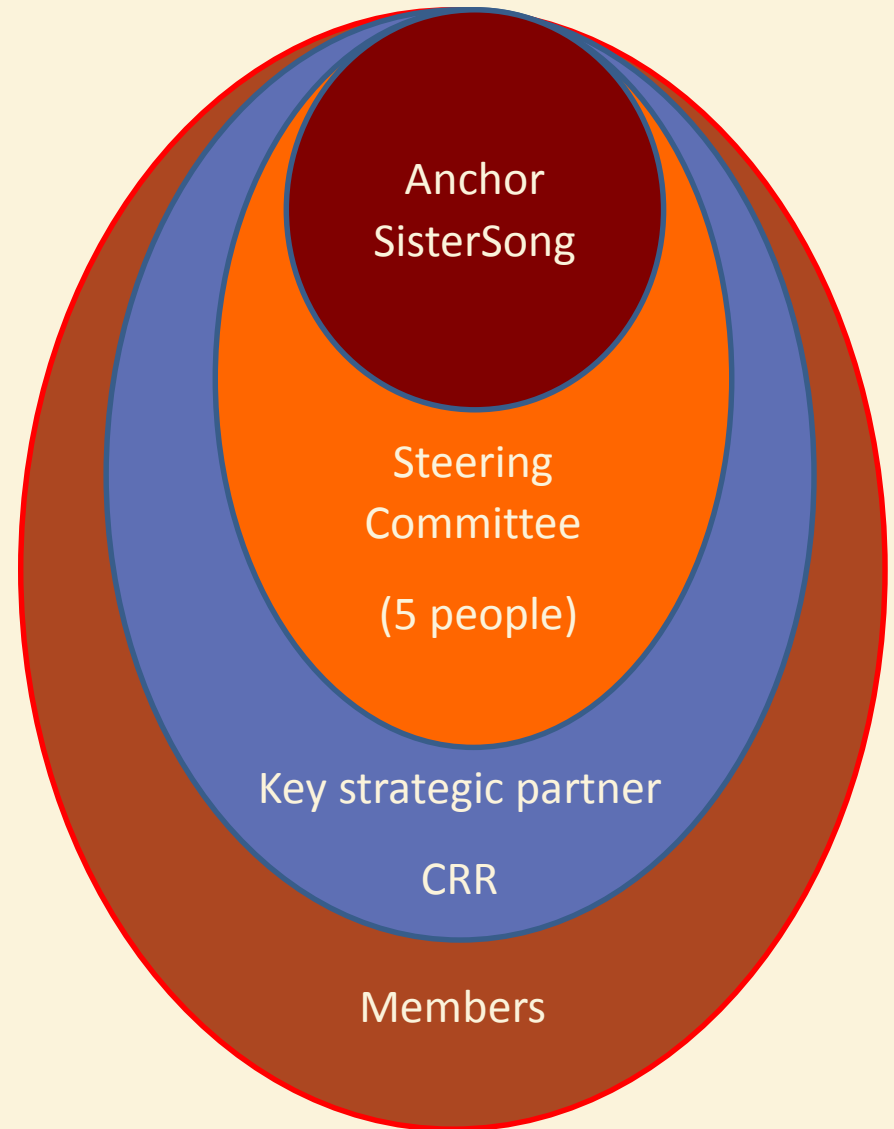 Anchor
SisterSong
Steering
Committee
(5 people)
Key strategic partner
CRR
Members